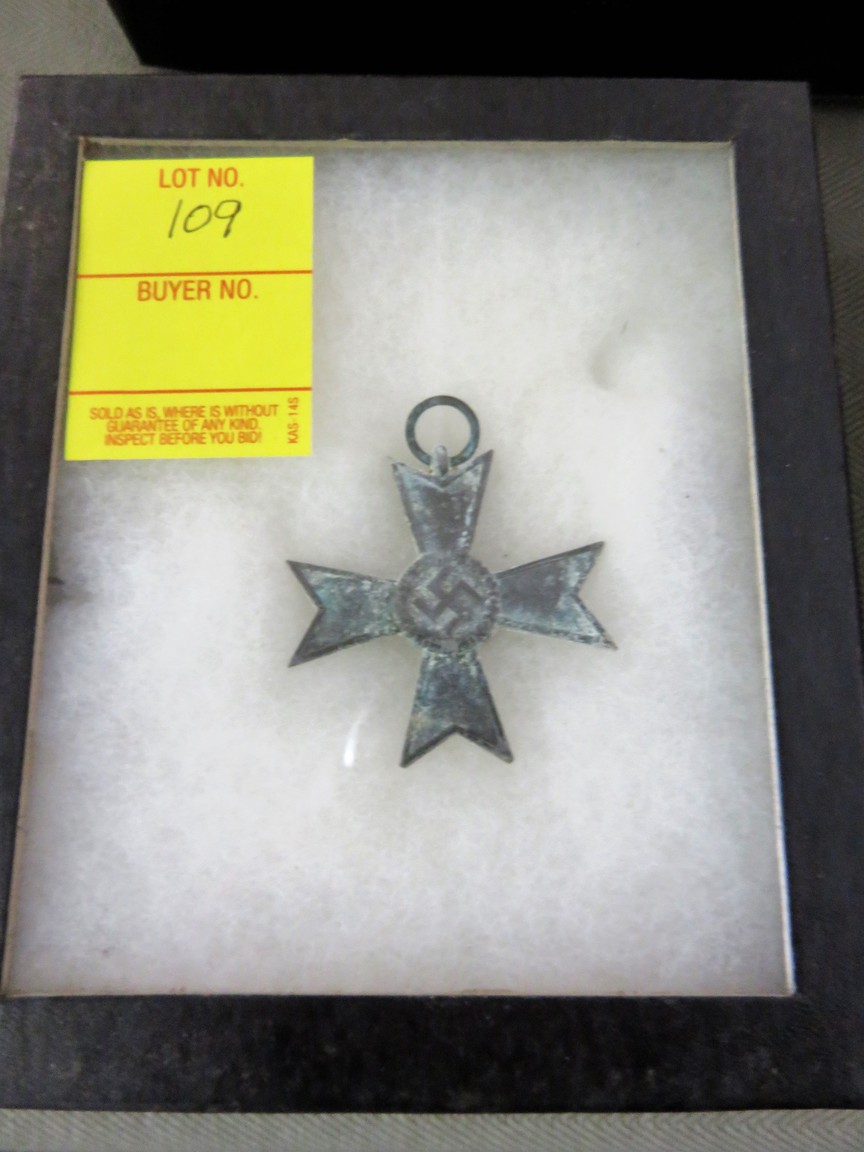 LOT NO.
109
BUYER NO.
SOLD AS IS, WHERE IS WITHOUT
GUARANTEE OF ANY KIND.
INSPECT BEFORE YOU BID!
KAS-14S